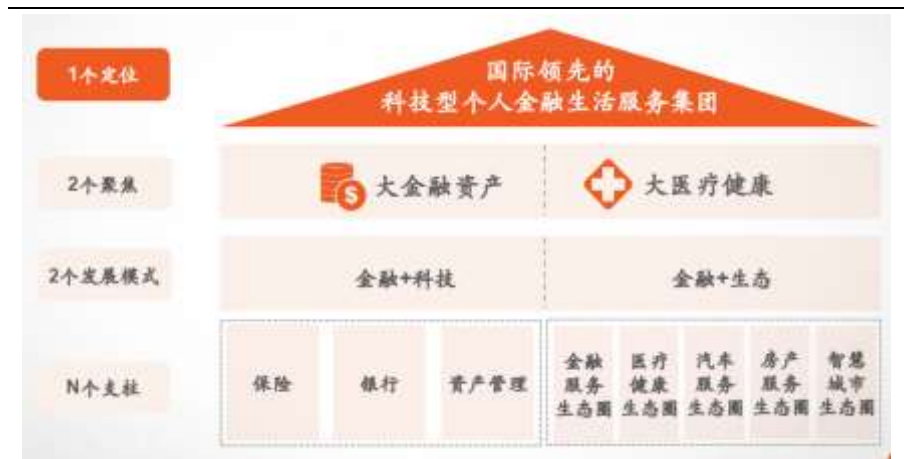 1个定位
国际领先的
科技型个人金融生活服务集团
2个聚焦
大金融资产
大医疗健康
2个发展模式
金融+科技
金融+生态
N个支柱
保险
银行
资产管理
金融
服务
生态圈
医疗
健康
生态圈
汽车
服务
生态圈
房产
服务
生态圈
智慧
城市
生态圈